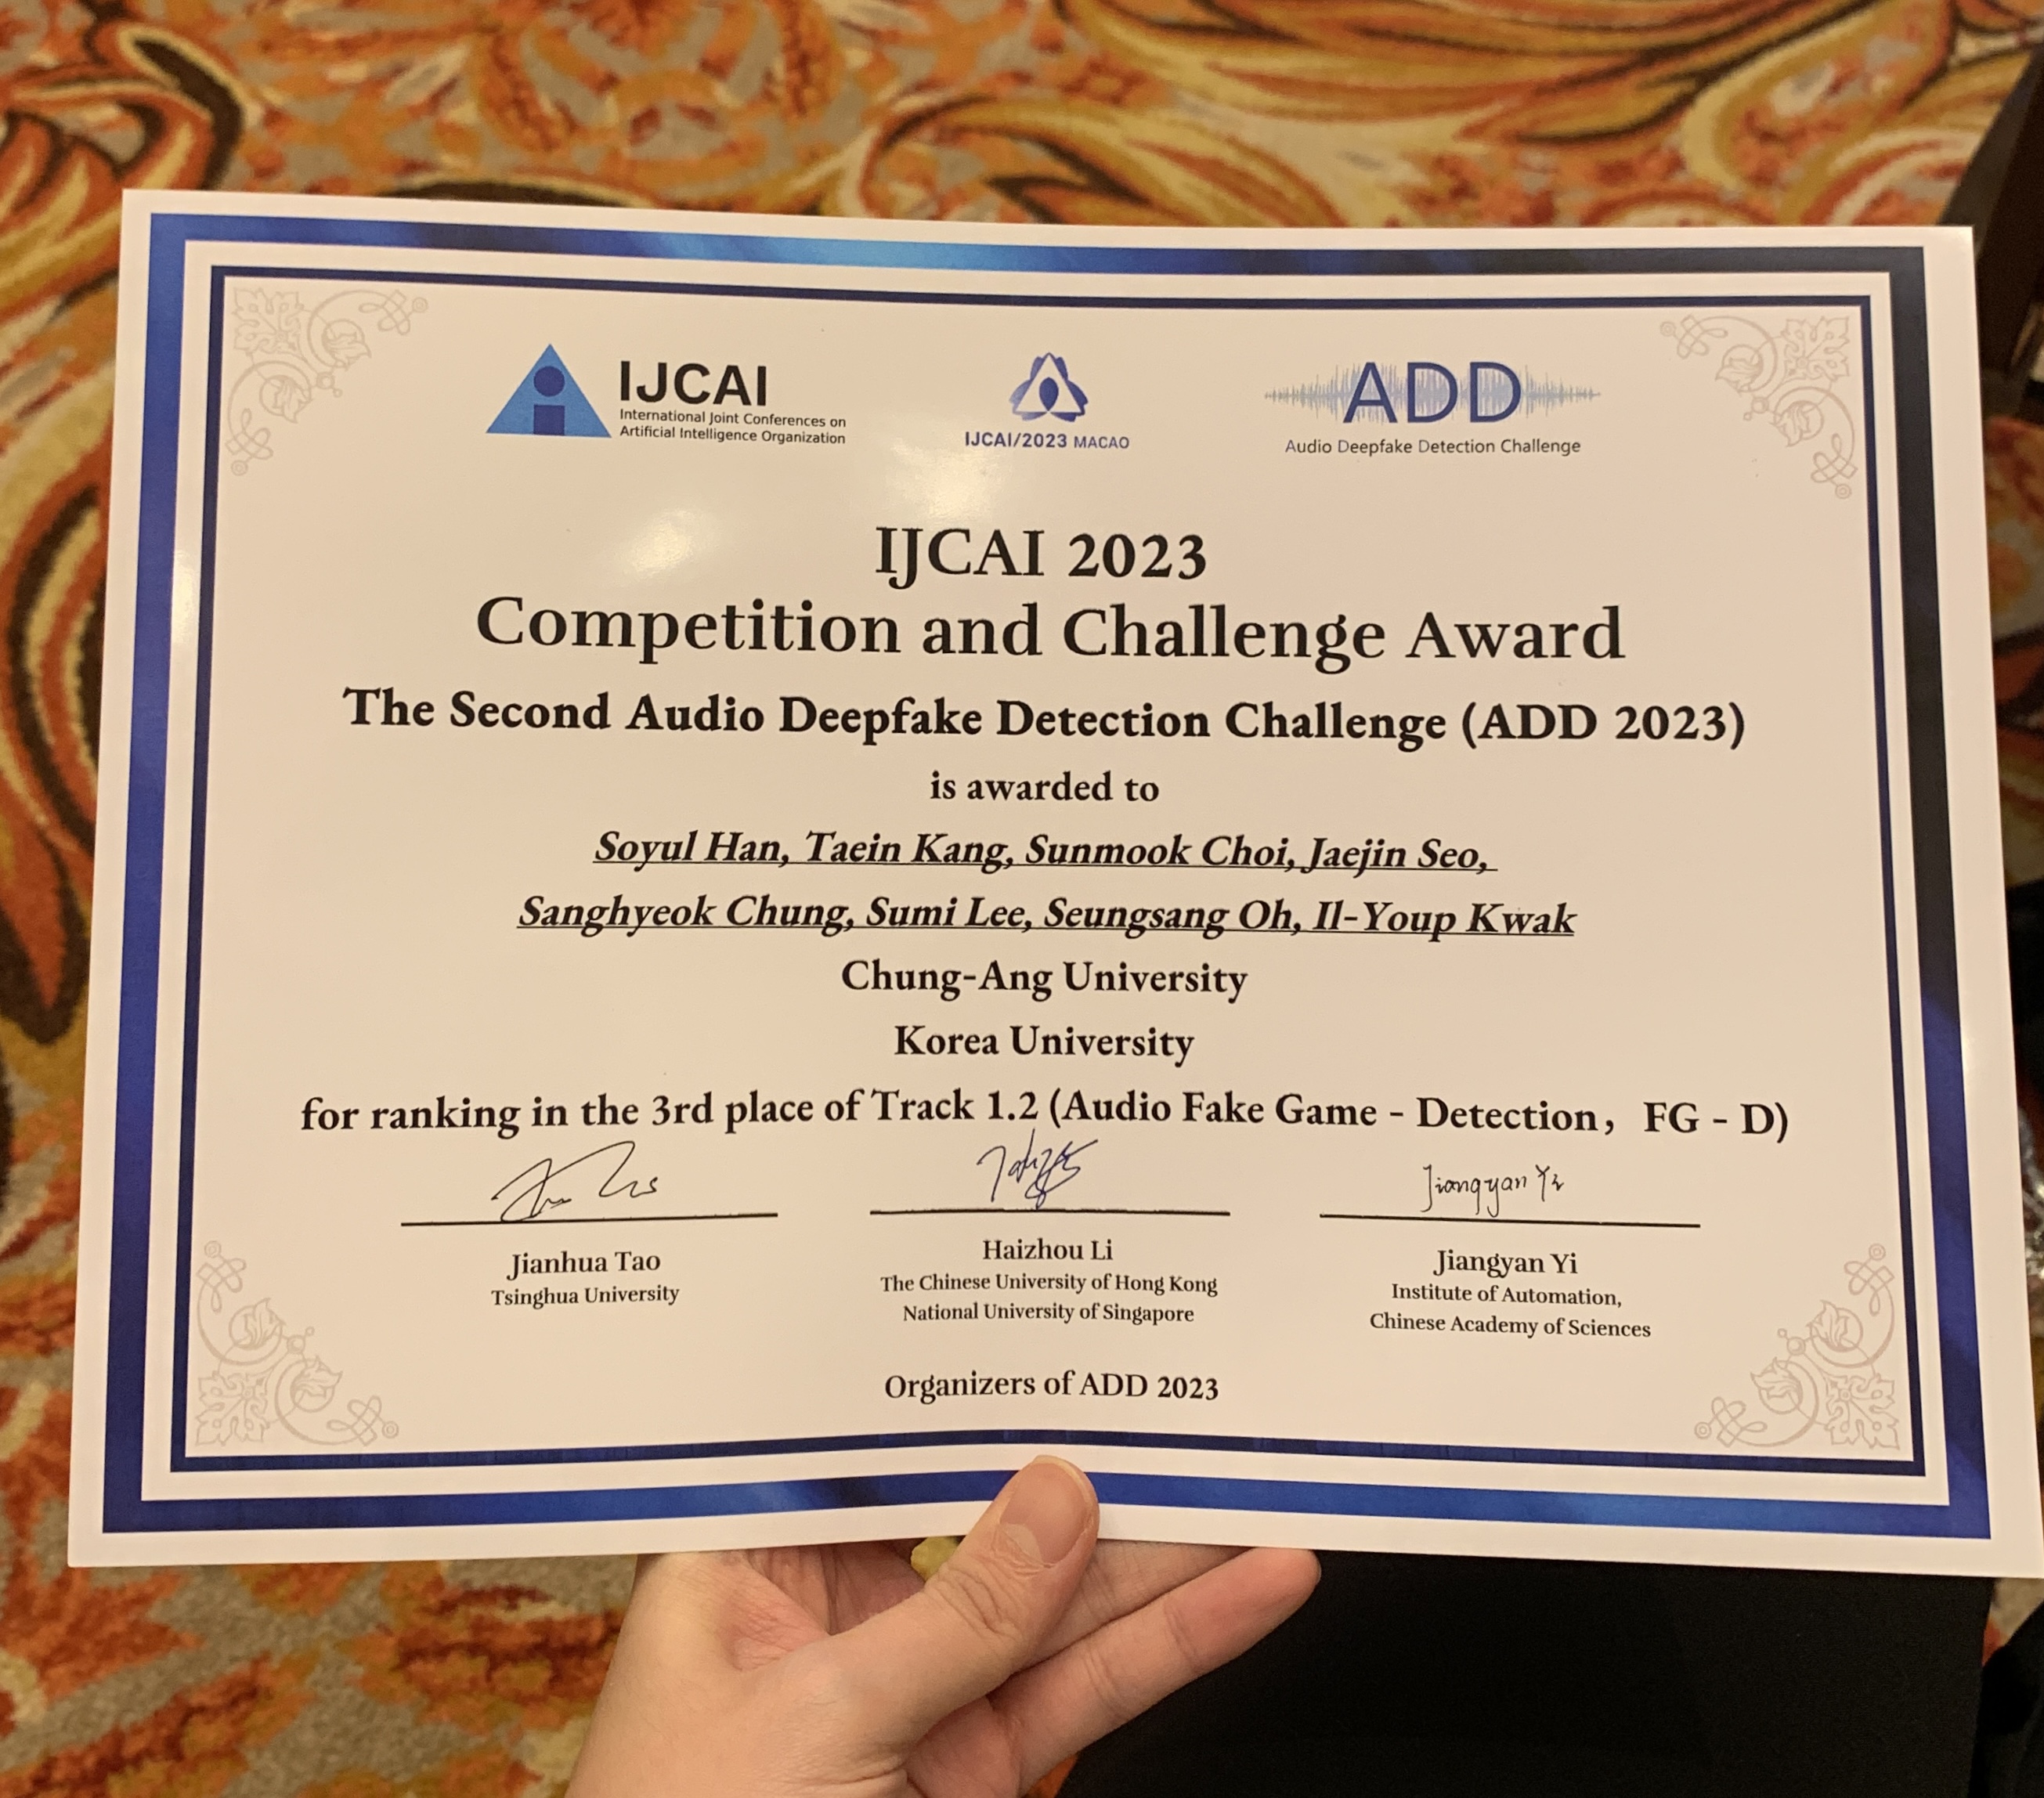 IJCAI
International Joint Conferences on
Artificial Intelligence Organization
IJCAI/2023 MACAO
ADD
Audio Deepfake Detection Challenge
IJCAI 2023
Competition and Challenge Award
The Second Audio Deepfake Detection Challenge (ADD 2023)
is awarded to
Soyul Han, Taein Kang, Sunmook Choi, Jaejin Seo,
Sanghyeok Chung, Sumi Lee, Seungsang Oh, Il-Youp Kwak
Chung-Ang University
Korea University
for ranking in the 3rd place of Track 1.2 (Audio Fake Game - Detection, FG - D)
Jiangyan Yi
Jianhua Tao
Tsinghua University
Haizhou Li
The Chinese University of Hong Kong
National University of Singapore
Jiangyan Yi
Institute of Automation,
Chinese Academy of Sciences
Organizers of ADD 2023